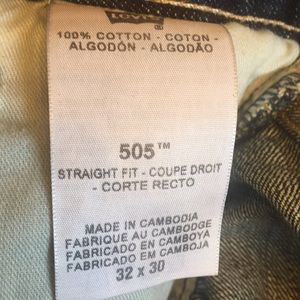 100% COTTON - COTON -
ALGODÓN - ALGODÃO
505™
STRAIGHT FIT - COUPE DROIT
- CORTE RECTO
MADE IN CAMBODIA
FABRIQUE AU CAMBODGE
FABRICADO EN CAMBOYA
FABRICADO EM CAMBOJA
32 x 30